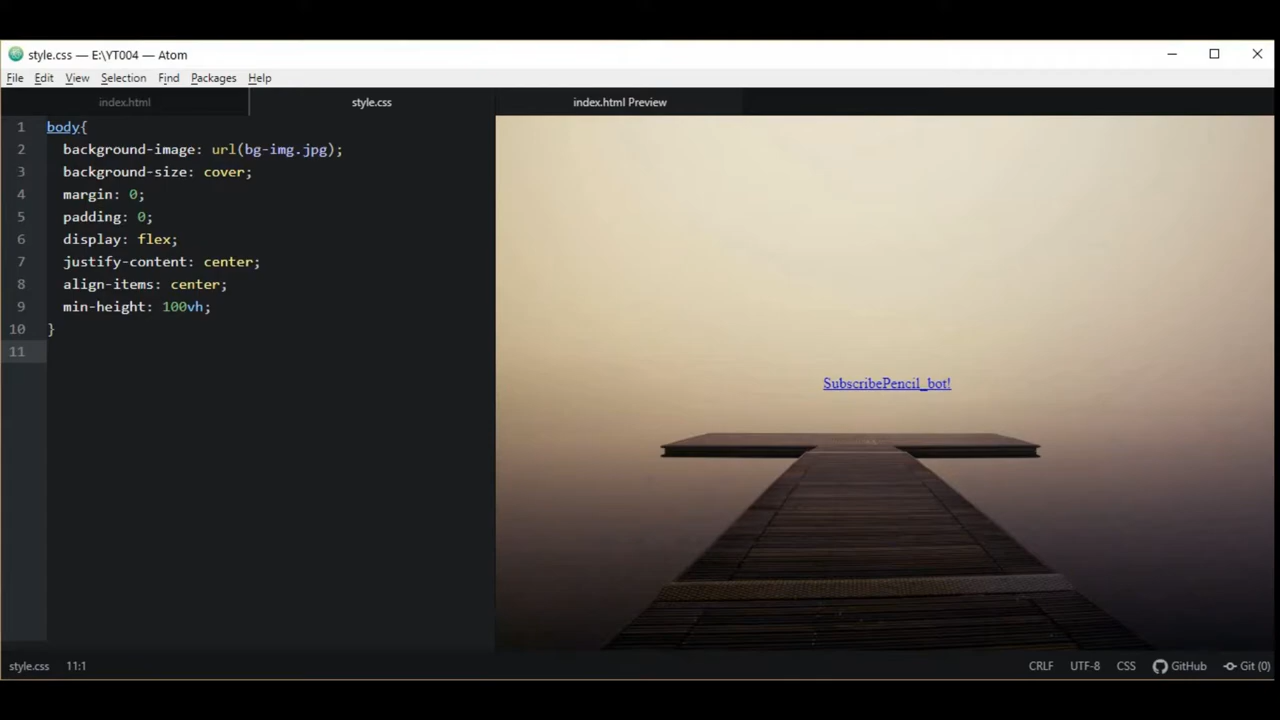 style.css — E:\YT004 — Atom
File Edit View Selection Find Packages Help
index.html style.css index.html Preview
1 body{
2 background-image: url(bg-img.jpg);
3 background-size: cover;
4 margin: 0;
5 padding: 0;
6 display: flex;
7 justify-content: center;
8 align-items: center;
9 min-height: 100vh;
10 }
11
SubscribePencil_bot!
style.css 11:1 CRLF UTF-8 CSS GitHub Git (0)